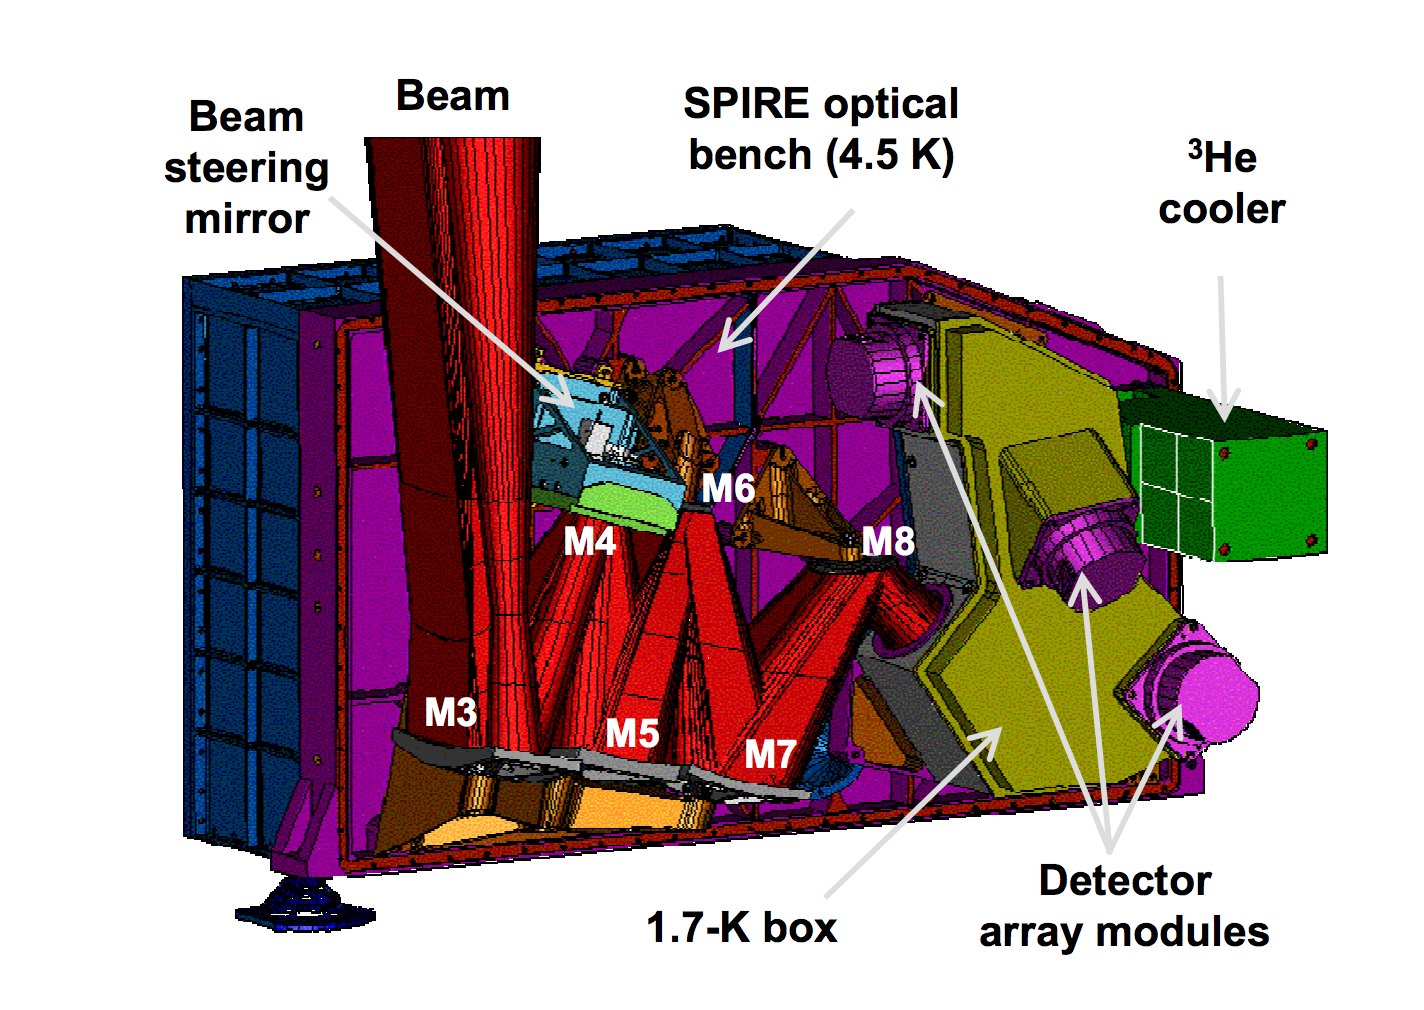 Beam
steering
mirror
Beam
SPIRE optical
bench (4.5 K)
³He
cooler
M6
M4
M8
M3
M5
M7
1.7-K box
Detector
array modules